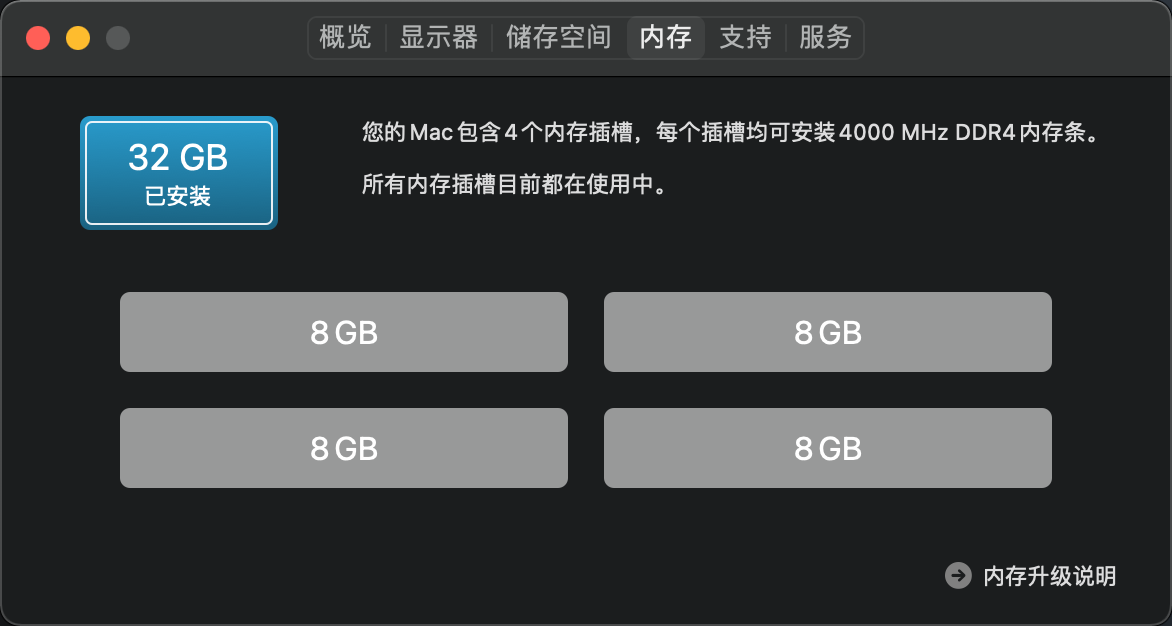 概览 显示器 储存空间 内存 支持 服务
32 GB
已安装
您的 Mac 包含 4 个内存插槽，每个插槽均可安装 4000 MHz DDR4 内存条。
所有内存插槽目前都在使用中。
8 GB 8 GB
8 GB 8 GB
内存升级说明